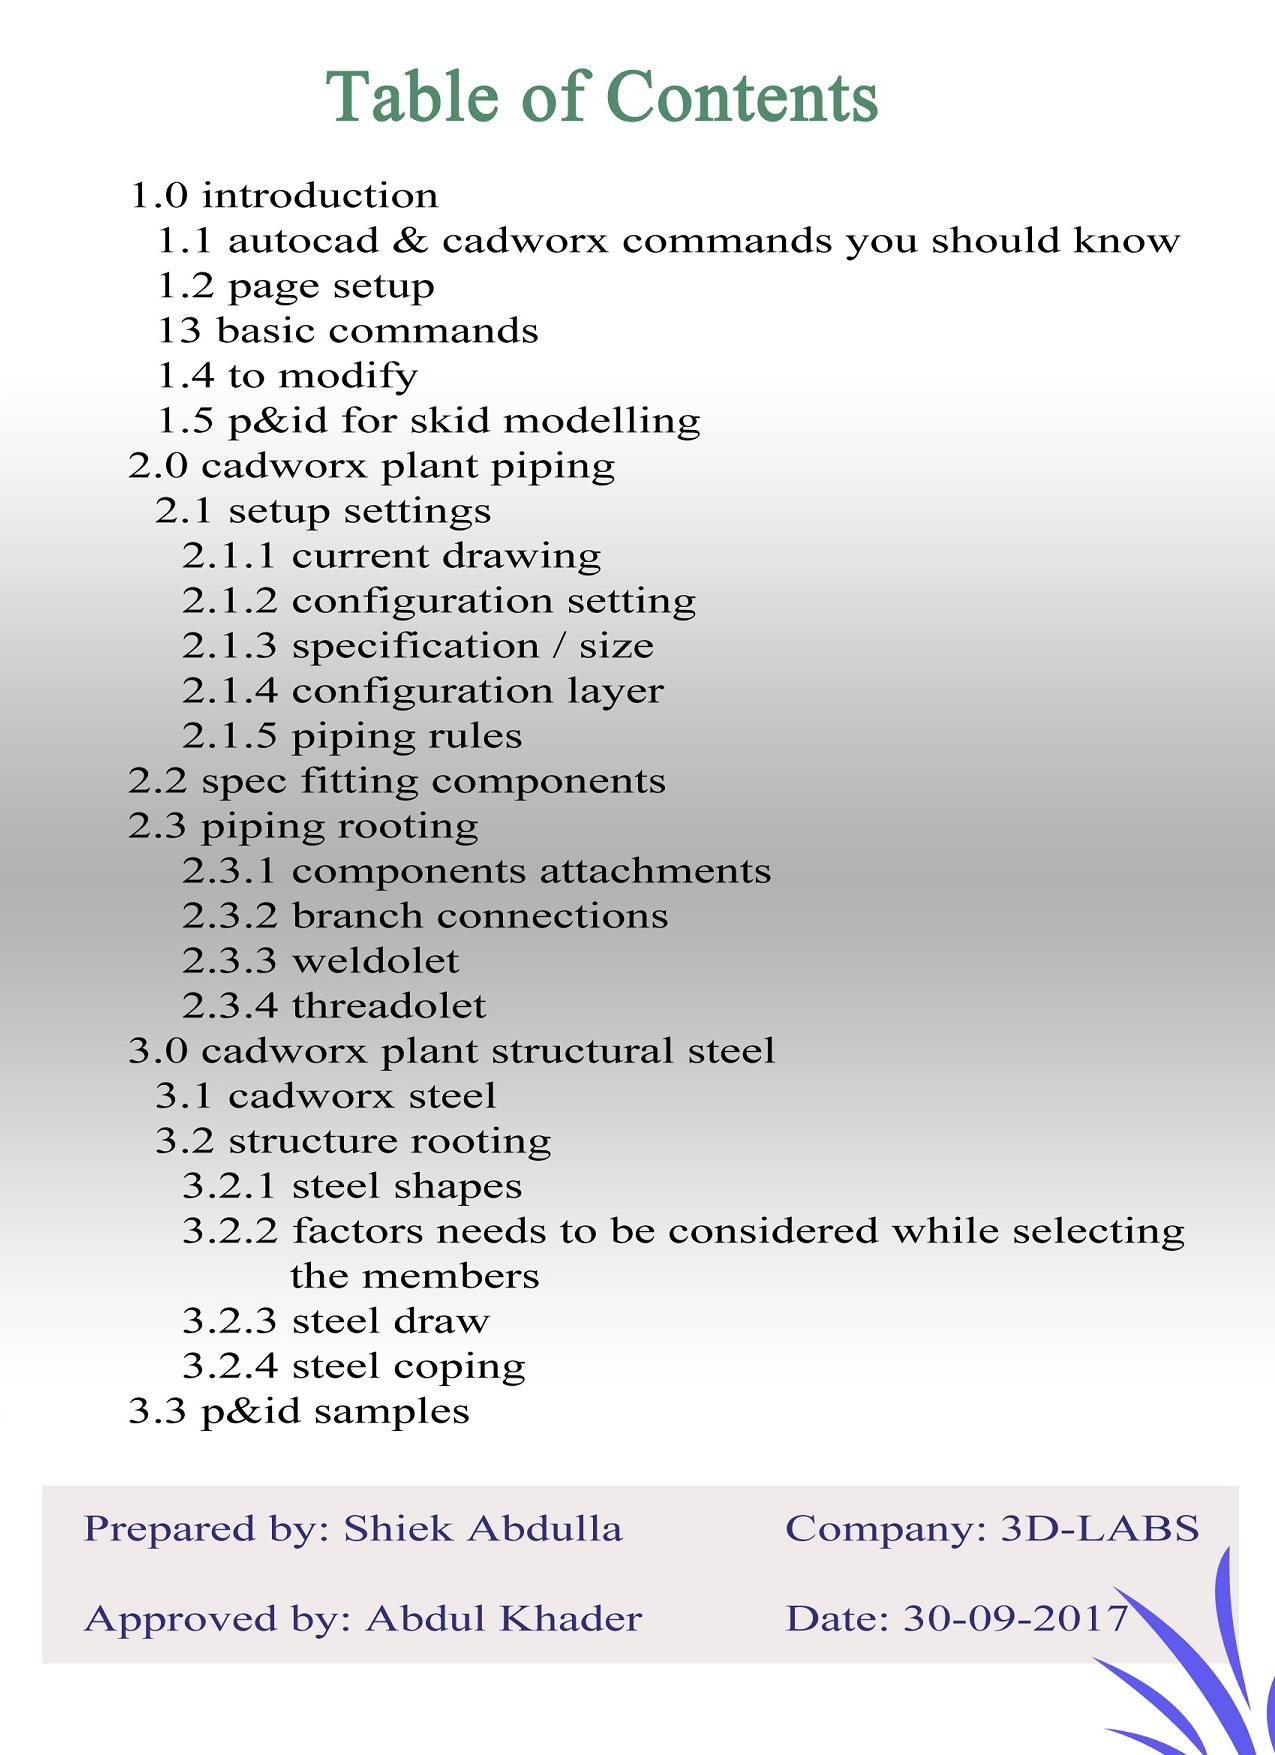 Table of Contents
1.0 introduction
1.1 autocad & cadworx commands you should know
1.2 page setup
13 basic commands
1.4 to modify
1.5 p&id for skid modelling
2.0 cadworx plant piping
2.1 setup settings
2.1.1 current drawing
2.1.2 configuration setting
2.1.3 specification / size
2.1.4 configuration layer
2.1.5 piping rules
2.2 spec fitting components
2.3 piping rooting
2.3.1 components attachments
2.3.2 branch connections
2.3.3 weldolet
2.3.4 threadolet
3.0 cadworx plant structural steel
3.1 cadworx steel
3.2 structure rooting
3.2.1 steel shapes
3.2.2 factors needs to be considered while selecting
the members
3.2.3 steel draw
3.2.4 steel coping
3.3 p&id samples
Prepared by: Shiek Abdulla Company: 3D-LABS
Approved by: Abdul Khader Date: 30-09-2017